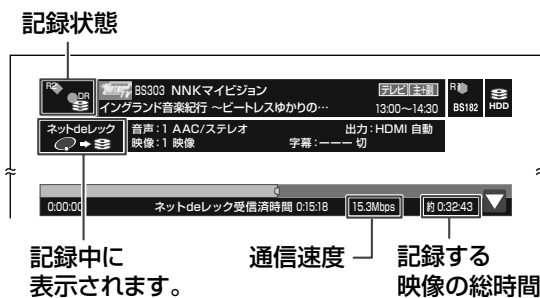 記録状態
R2 DR
BS303 NNKマイビジョン テレビ 主+副 R1
イングランド音楽紀行 ～ビートレスゆかりの… 13:00～14:30 BS182 HDD
ネットdeレック 音声：1 AAC/ステレオ 出力：HDMI 自動
映像：1 映像 字幕：ーーー 切
0:00:00 ネットdeレック受信済時間 0:15:18 15.3Mbps 約 0:32:43
記録中に
表示されます。
通信速度
記録する
映像の総時間